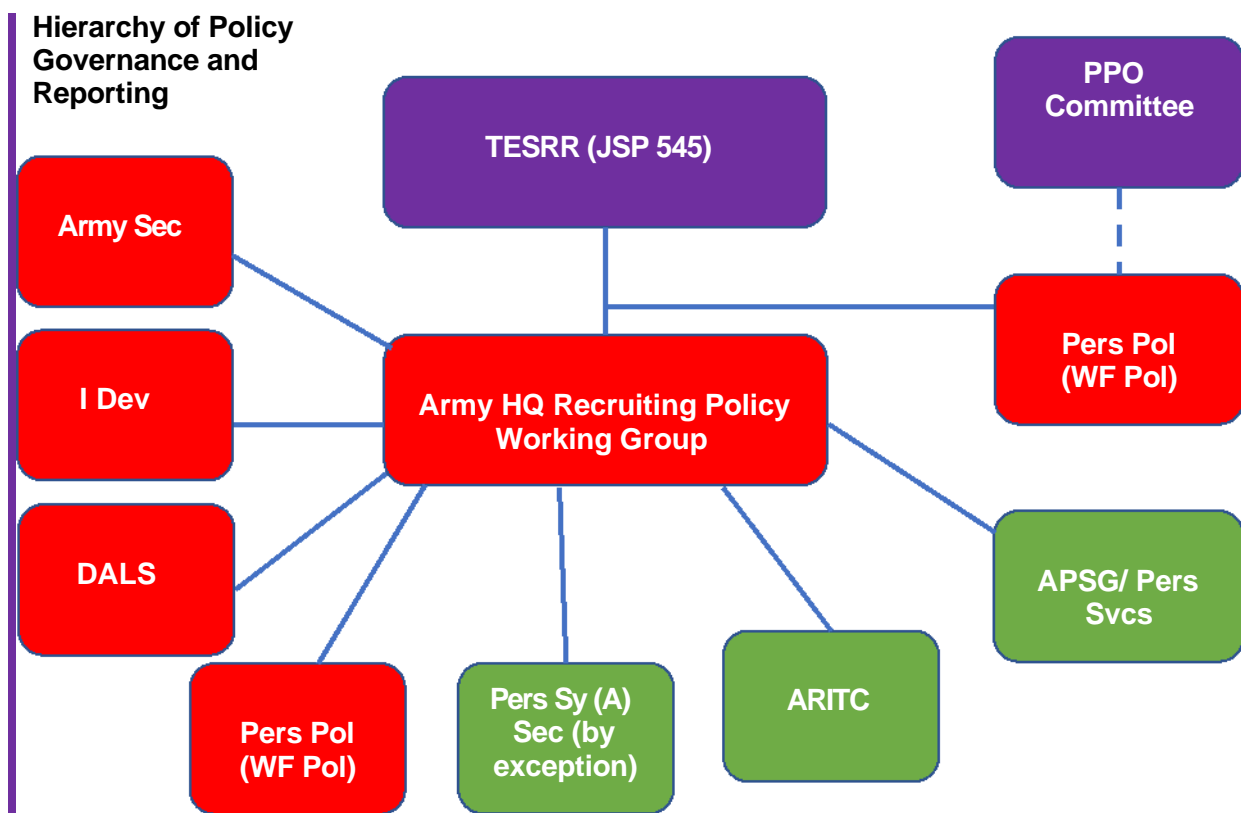 Hierarchy of Policy
Governance and
Reporting
PPO
Committee
TESRR (JSP 545)
Army Sec
Pers Pol
(WF Pol)
I Dev
Army HQ Recruiting Policy
Working Group
DALS
APSG/ Pers
Svcs
Pers Pol
(WF Pol)
Pers Sy (A)
Sec (by
exception)
ARITC